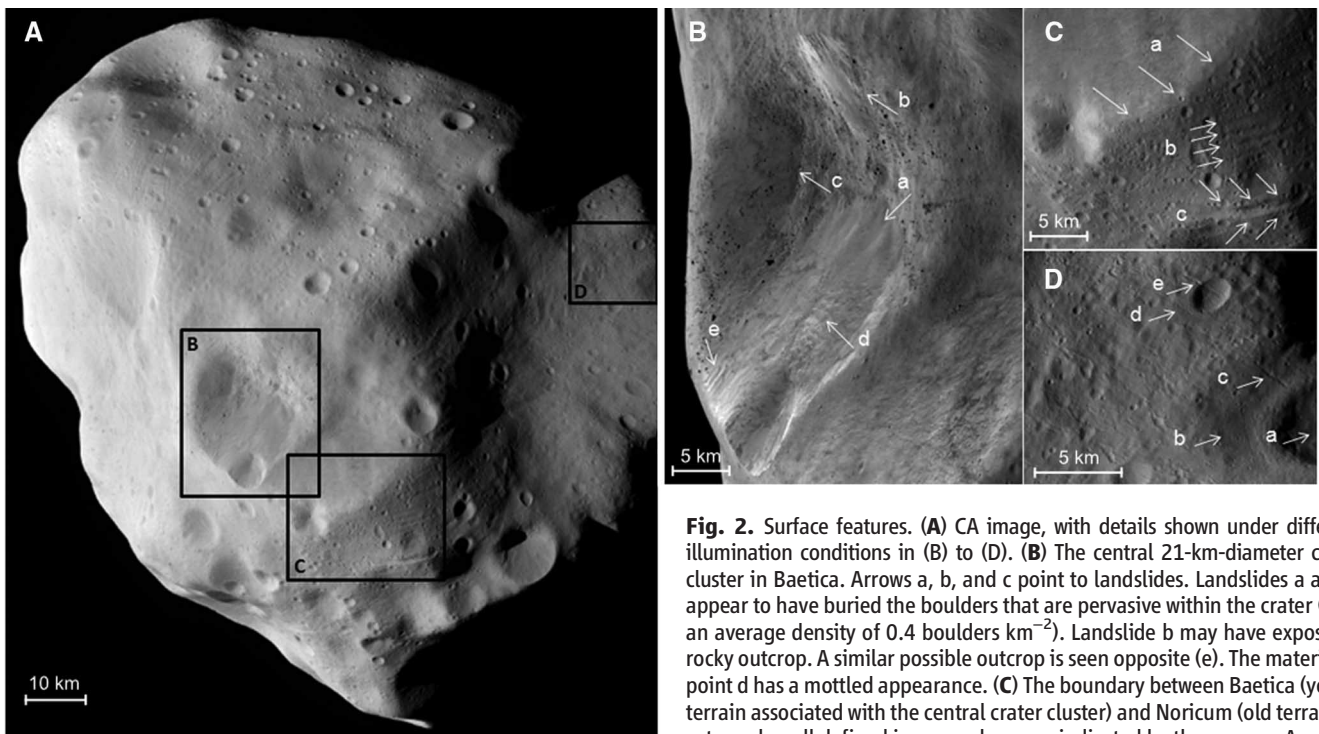 A
B
D
C
10 km
B
b
c
a
d
e
5 km
C
a
b
c
5 km
D
e
d
c
b
a
5 km
Fig. 2. Surface features. (A) CA image, with details shown under diffe
illumination conditions in (B) to (D). (B) The central 21-km-diameter c
cluster in Baetica. Arrows a, b, and c point to landslides. Landslides a a
appear to have buried the boulders that are pervasive within the crater
an average density of 0.4 boulders km−2). Landslide b may have expos
rocky outcrop. A similar possible outcrop is seen opposite (e). The mater
point d has a mottled appearance. (C) The boundary between Baetica (yo
terrain associated with the central crater cluster) and Noricum (old terra